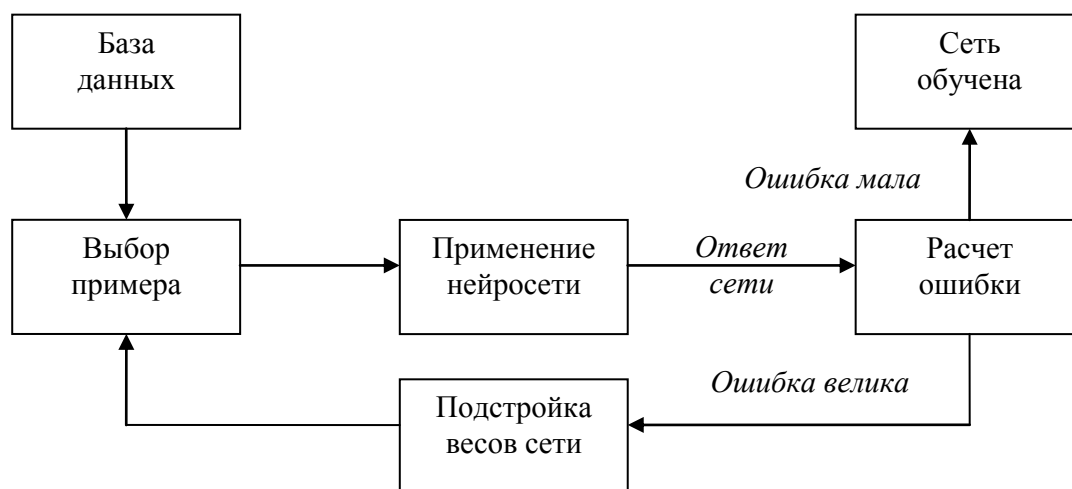 База
данных
Сеть
обучена
Ошибка мала
Выбор
примера
Применение
нейросети
Ответ
сети
Расчет
ошибки
Ошибка велика
Подстройка
весов сети